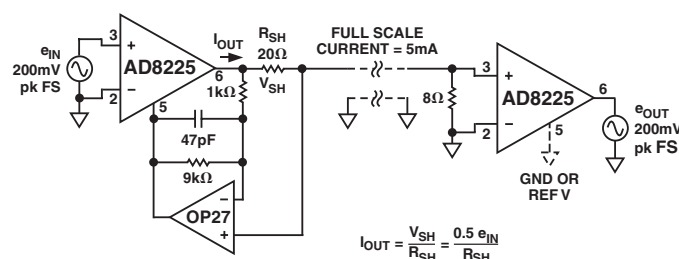 e_IN
200mV
pk FS
3
+
AD8225
−
2
5
6
I_OUT
R_SH
20Ω
V_SH
1kΩ
47pF
9kΩ
−
OP27
+
FULL SCALE
CURRENT = 5mA
8Ω
3
+
AD8225
−
2
5
6
GND OR
REF V
e_OUT
200mV
pk FS
I_OUT = V_SH/R_SH = 0.5 e_IN/R_SH